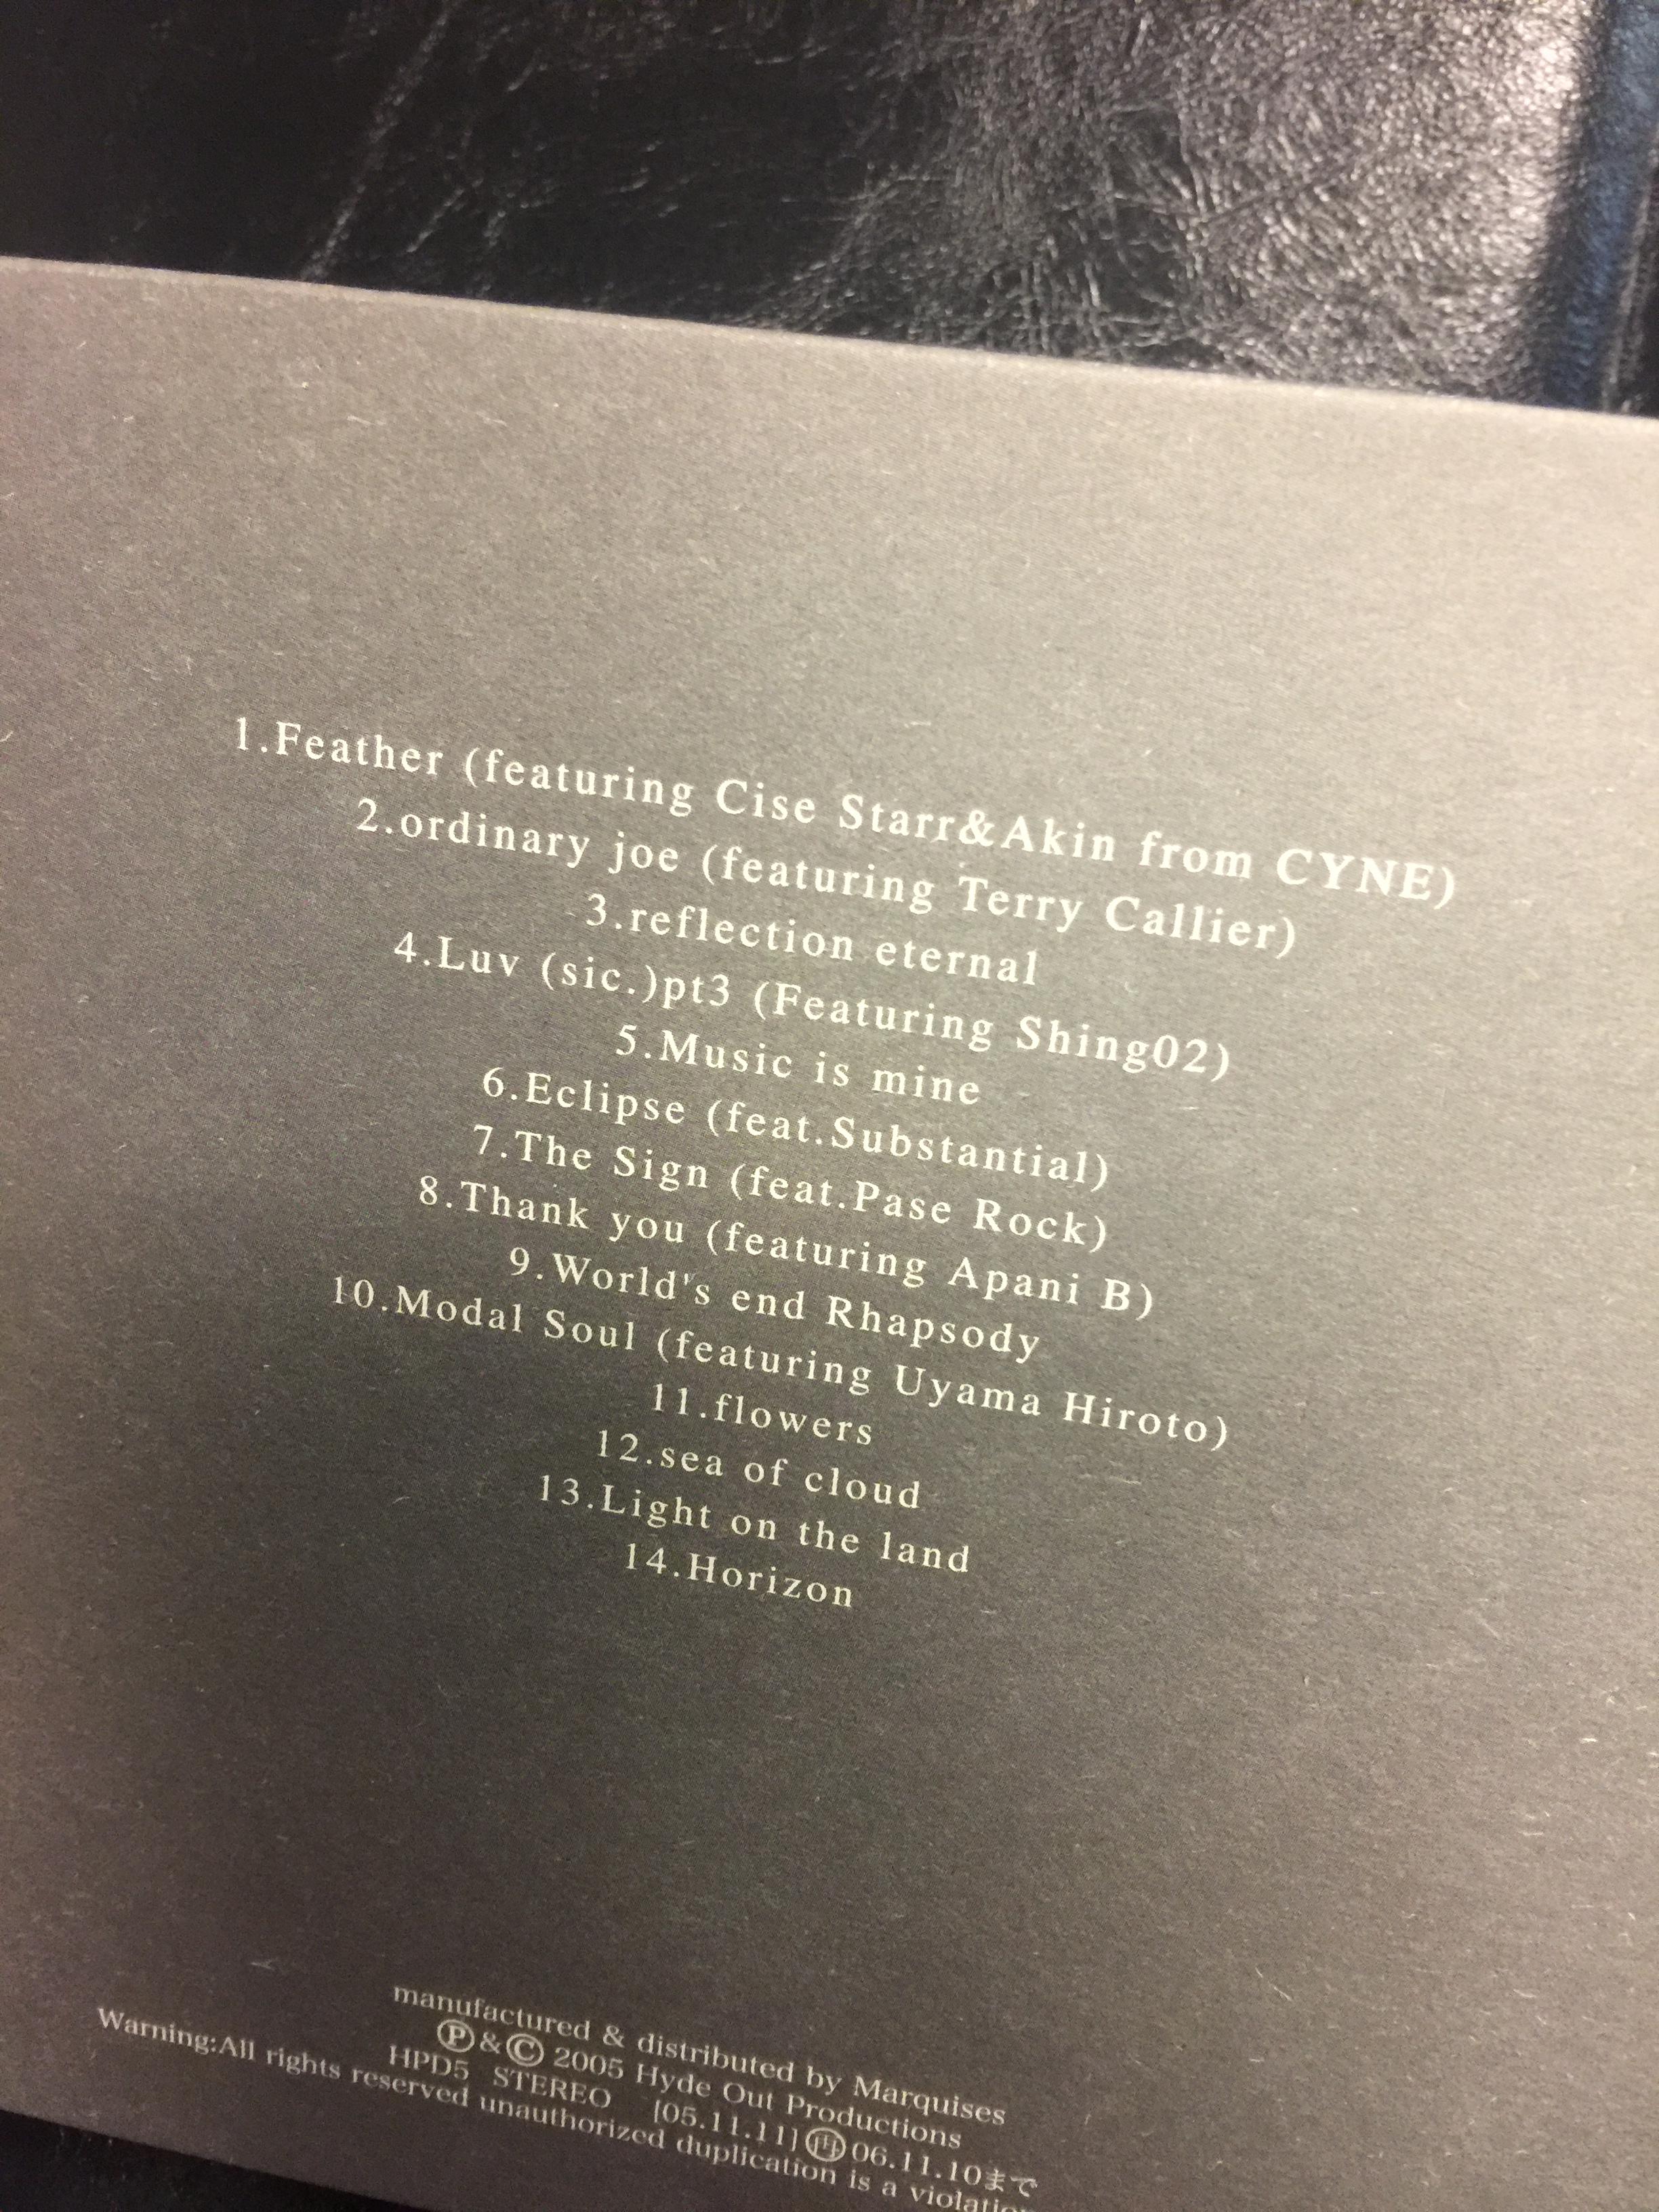 1.Feather (featuring Cise Starr&Akin from CYNE)
2.ordinary joe (featuring Terry Callier)
3.reflection eternal
4.Luv (sic.)pt3 (Featuring Shing02)
5.Music is mine
6.Eclipse (feat.Substantial)
7.The Sign (feat.Pase Rock)
8.Thank you (featuring Apani B)
9.World's end Rhapsody
10.Modal Soul (featuring Uyama Hiroto)
11.flowers
12.sea of cloud
13.Light on the land
14.Horizon
manufactured & distributed by Marquises
Ⓟ&Ⓒ 2005 Hyde Out Productions
HPD5 STEREO [05.11.11]㊖06.11.10まで
Warning:All rights reserved unauthorized duplication is a